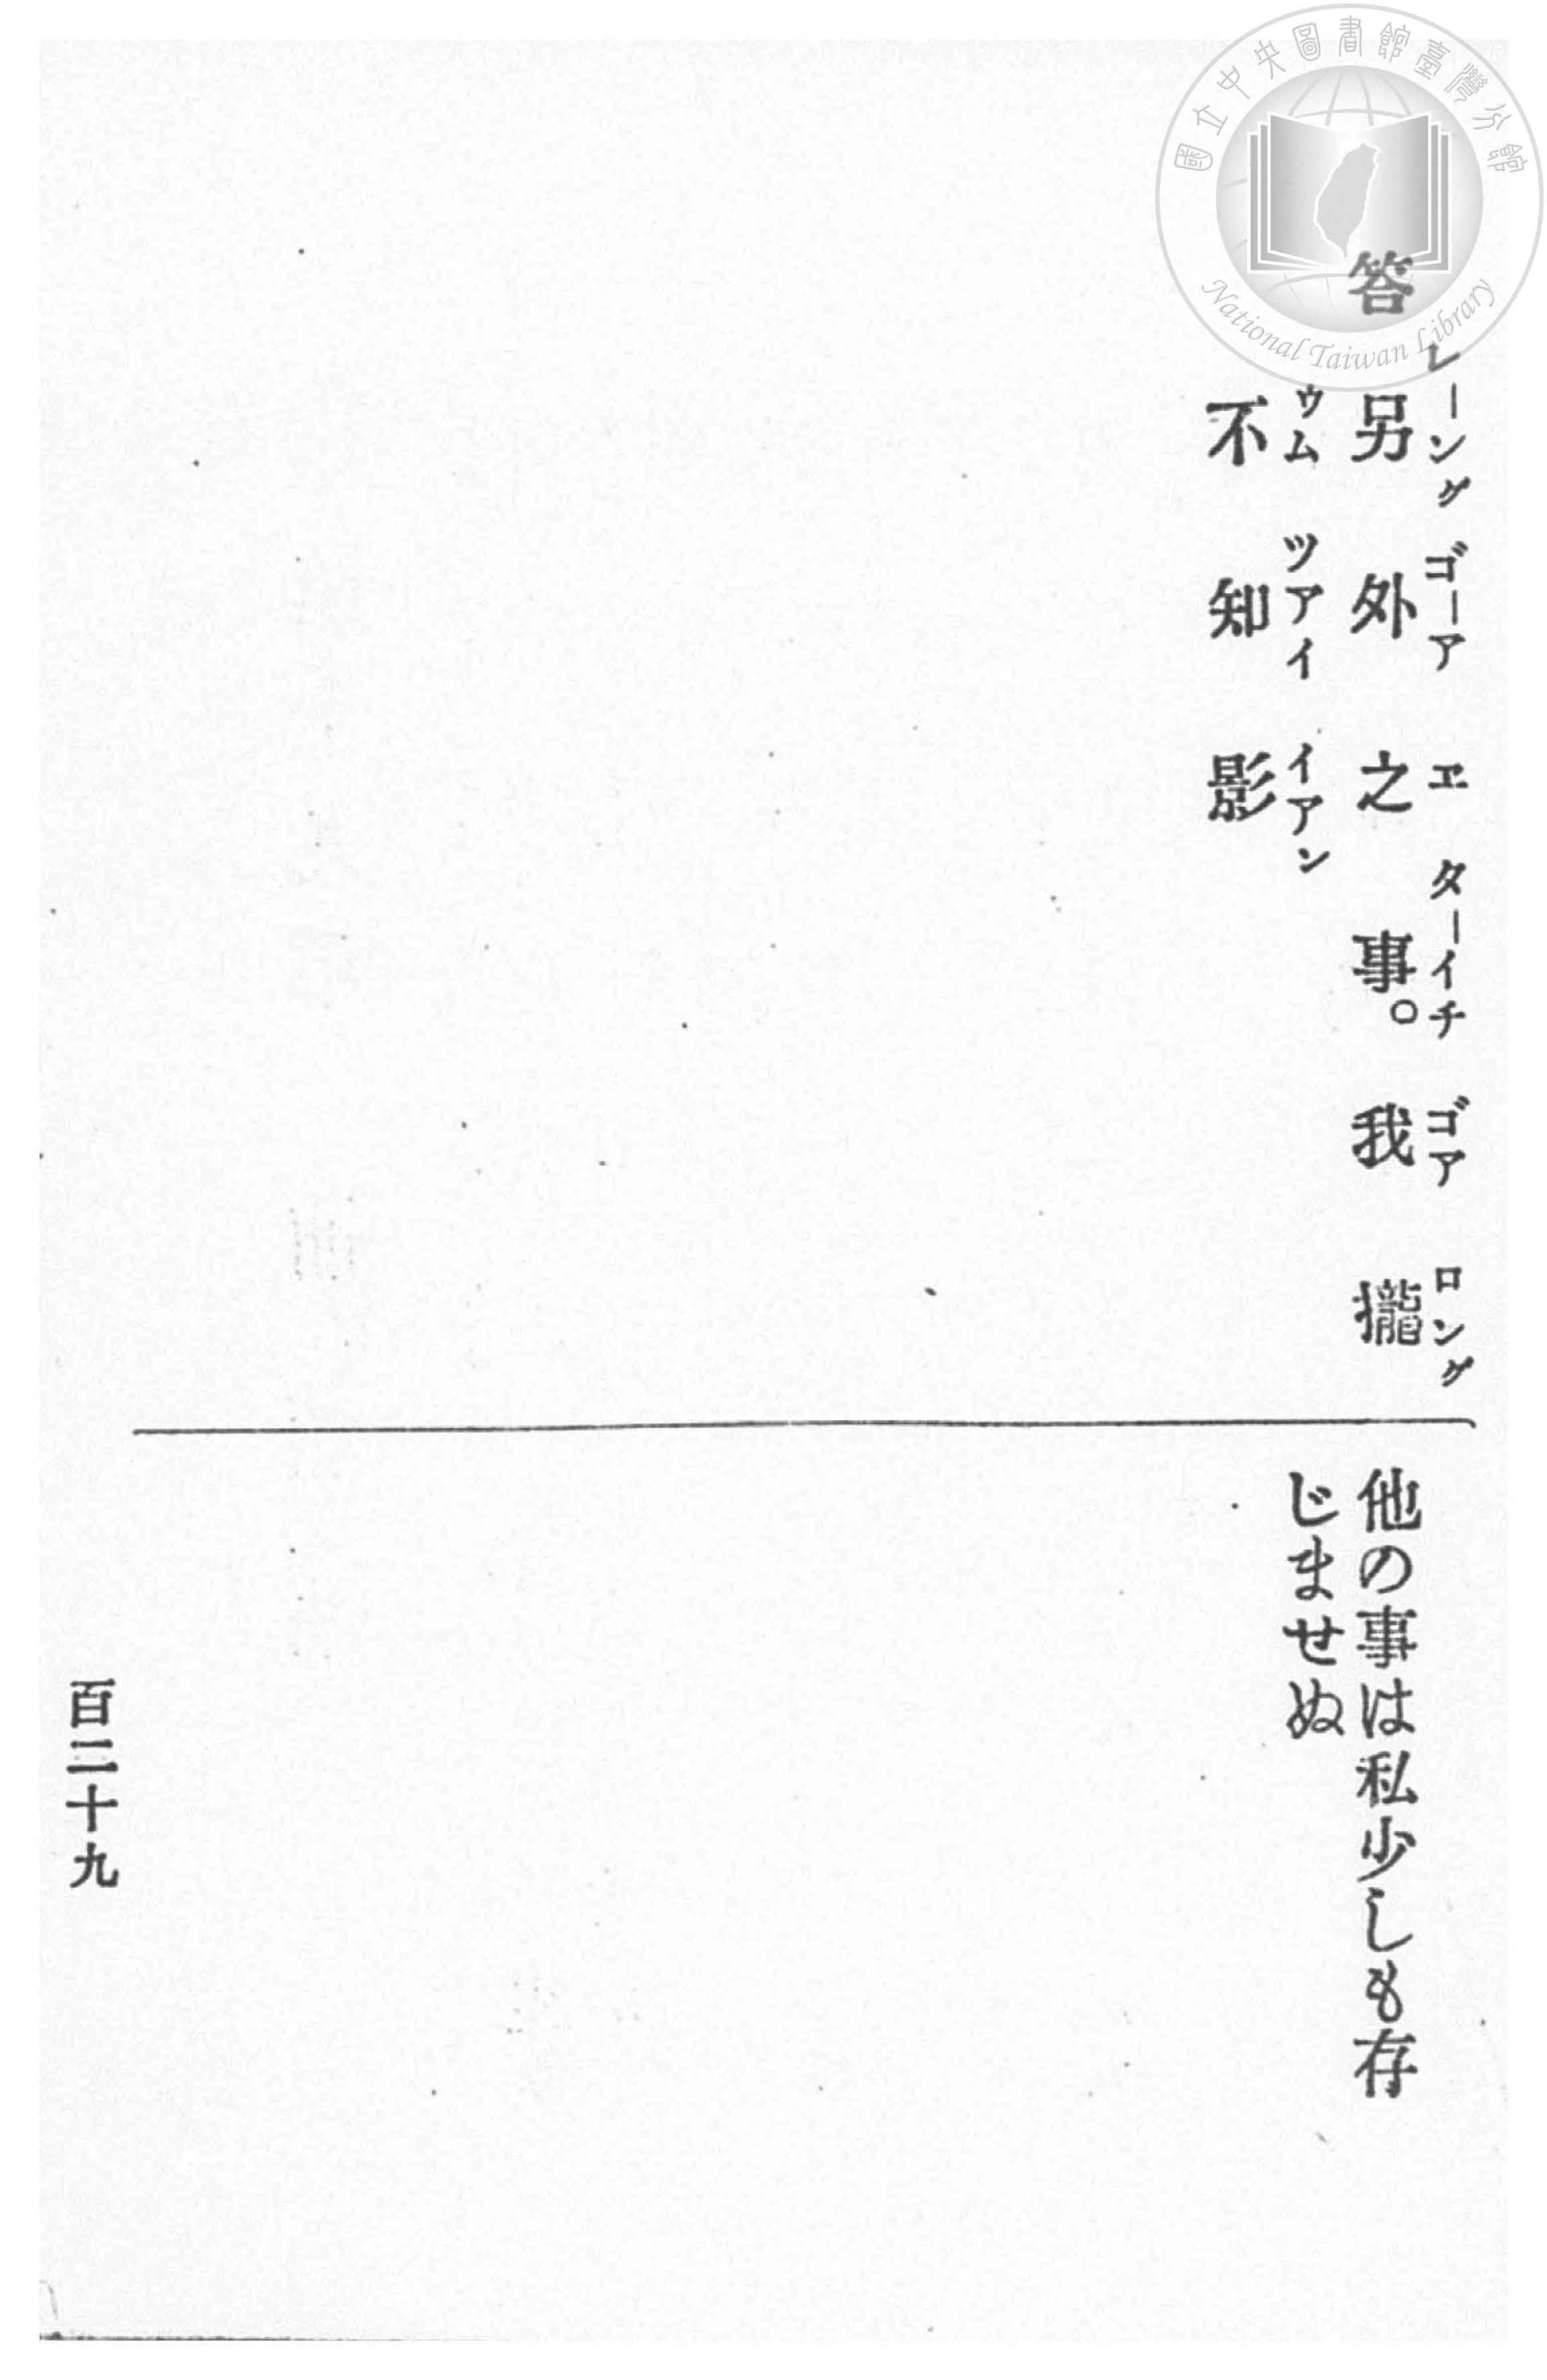 國立中央圖書館臺灣分館
National Taiwan Library
レーング ゴーア エ ターイチ ゴア ロング
答 另外之事。我攏
ウム ツアイ イアン
不知影
他の事は私少しも存
じませぬ
百二十九